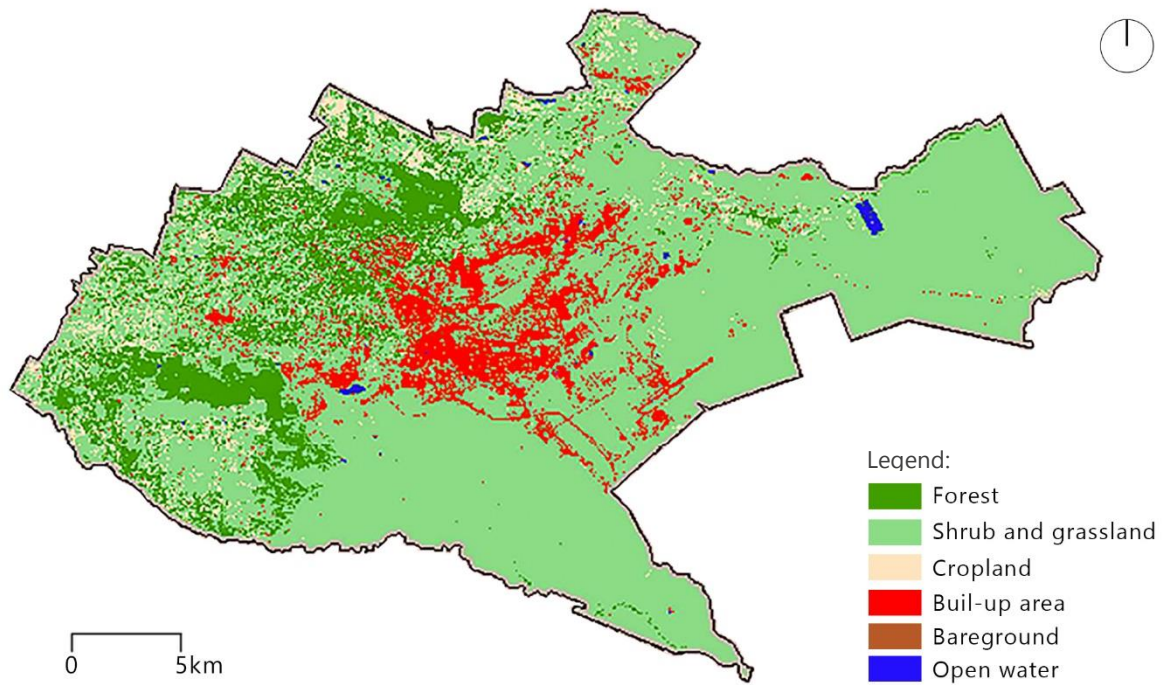 Legend:
Forest
Shrub and grassland
Cropland
Buil-up area
Bareground
Open water
0 5km